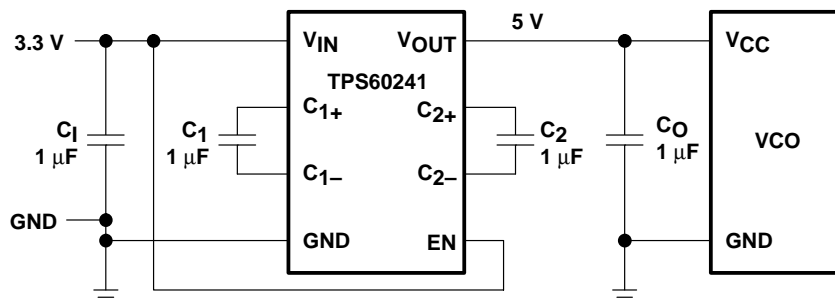 3.3 V
VIN
VOUT
5 V
VCC
TPS60241
C1+
C2+
CI
1 μF
C1
1 μF
C2
1 μF
CO
1 μF
VCO
C1–
C2–
GND
GND
EN
GND